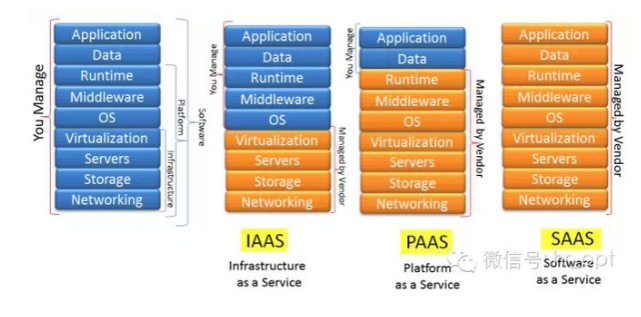 You Manage
Application
Data
Runtime
Middleware
OS
Virtualization
Servers
Storage
Networking
Infrastructure
Platform
Software
You Manage
Application
Data
Runtime
Middleware
OS
Virtualization
Servers
Storage
Networking
Managed by Vendor
IAAS
Infrastructure
as a Service
You Manage
Application
Data
Runtime
Middleware
OS
Virtualization
Servers
Storage
Networking
Managed by Vendor
PAAS
Platform
as a Service
Application
Data
Runtime
Middleware
OS
Virtualization
Servers
Storage
Networking
Managed by Vendor
SAAS
Software
as a Service
微信号: